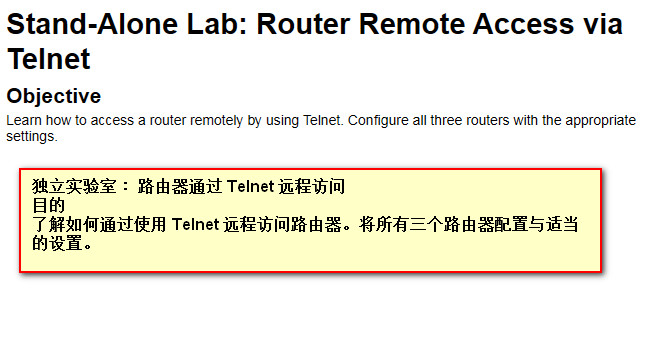 Stand-Alone Lab: Router Remote Access via
Telnet
Objective
Learn how to access a router remotely by using Telnet. Configure all three routers with the appropriate
settings.
独立实验室： 路由器通过 Telnet 远程访问
目的
了解如何通过使用 Telnet 远程访问路由器。将所有三个路由器配置与适当
的设置。